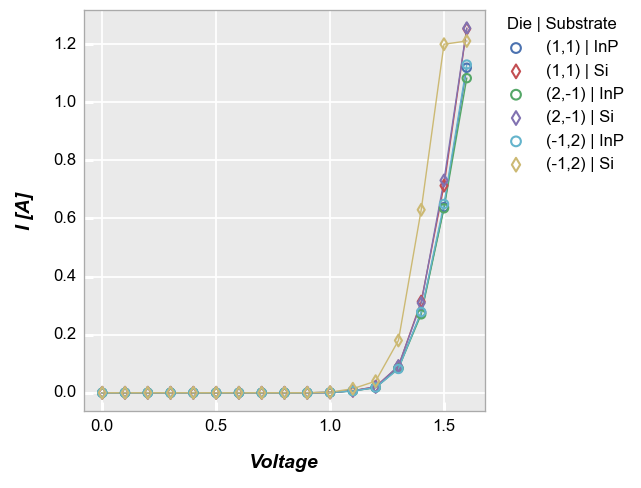 Die | Substrate
(1,1) | InP
(1,1) | Si
(2,-1) | InP
(2,-1) | Si
(-1,2) | InP
(-1,2) | Si
I [A]
1.2
1.0
0.8
0.6
0.4
0.2
0.0
0.0 0.5 1.0 1.5
Voltage